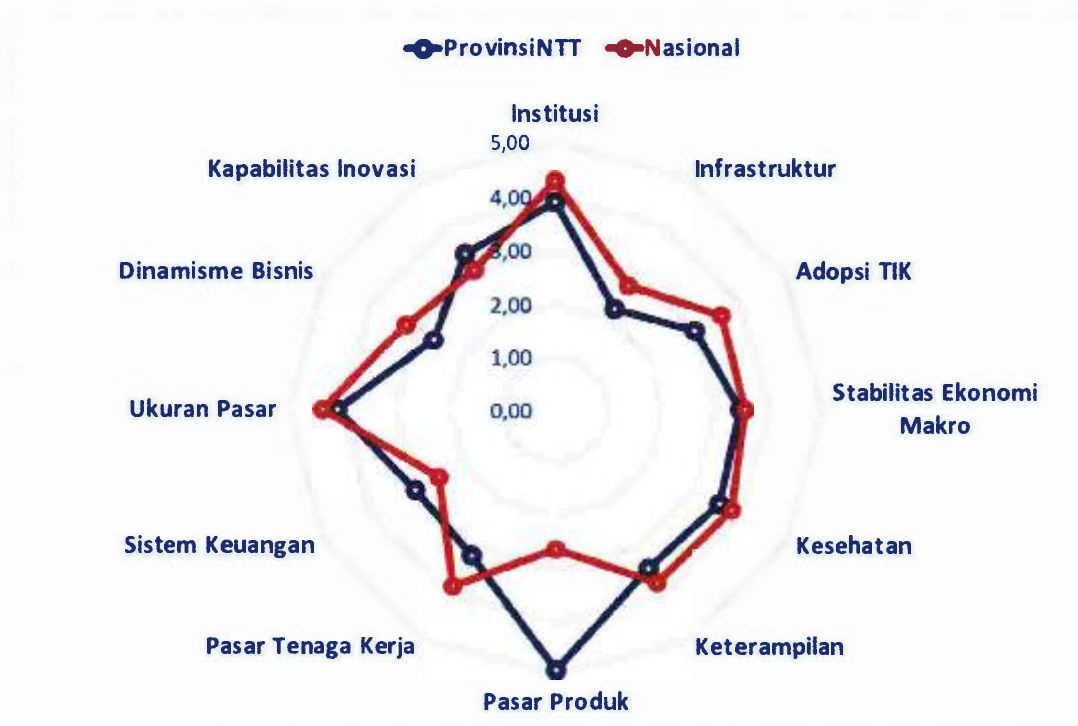 ProvinsiNTT Nasional
Institusi
5,00
Kapabilitas Inovasi
Infrastruktur
4,00
3,00
Dinamisme Bisnis
Adopsi TIK
2,00
1,00
Ukuran Pasar
0,00
Stabilitas Ekonomi
Makro
Sistem Keuangan
Kesehatan
Pasar Tenaga Kerja
Keterampilan
Pasar Produk